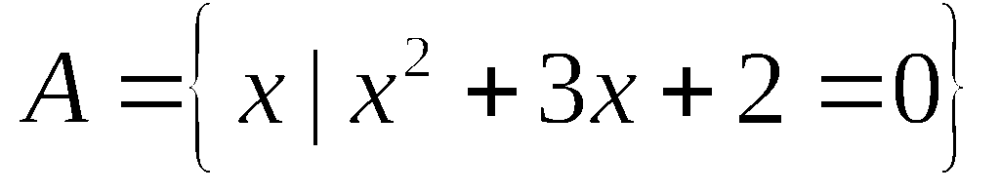 A = { x | x² + 3x + 2 = 0 }